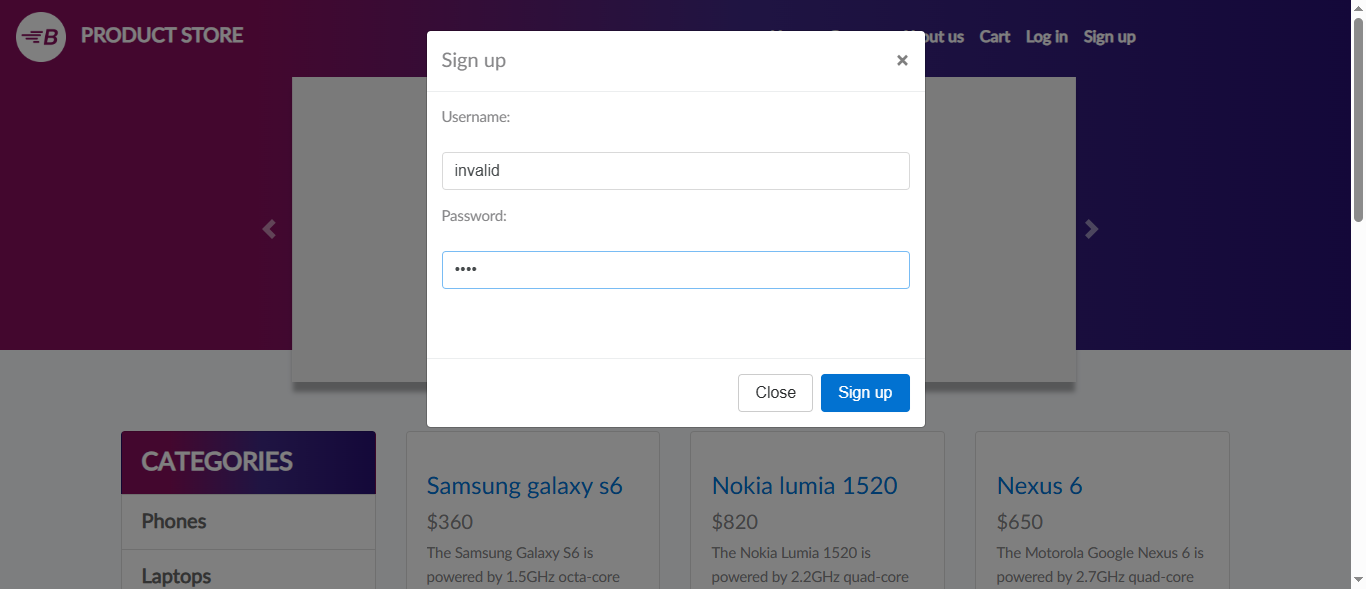 B PRODUCT STORE
out us Cart Log in Sign up
Sign up ×
Username:
invalid
Password:
••••
Close Sign up
CATEGORIES
Phones
Laptops
Samsung galaxy s6
$360
The Samsung Galaxy S6 is
powered by 1.5GHz octa-core
Nokia lumia 1520
$820
The Nokia Lumia 1520 is
powered by 2.2GHz quad-core
Nexus 6
$650
The Motorola Google Nexus 6 is
powered by 2.7GHz quad-core